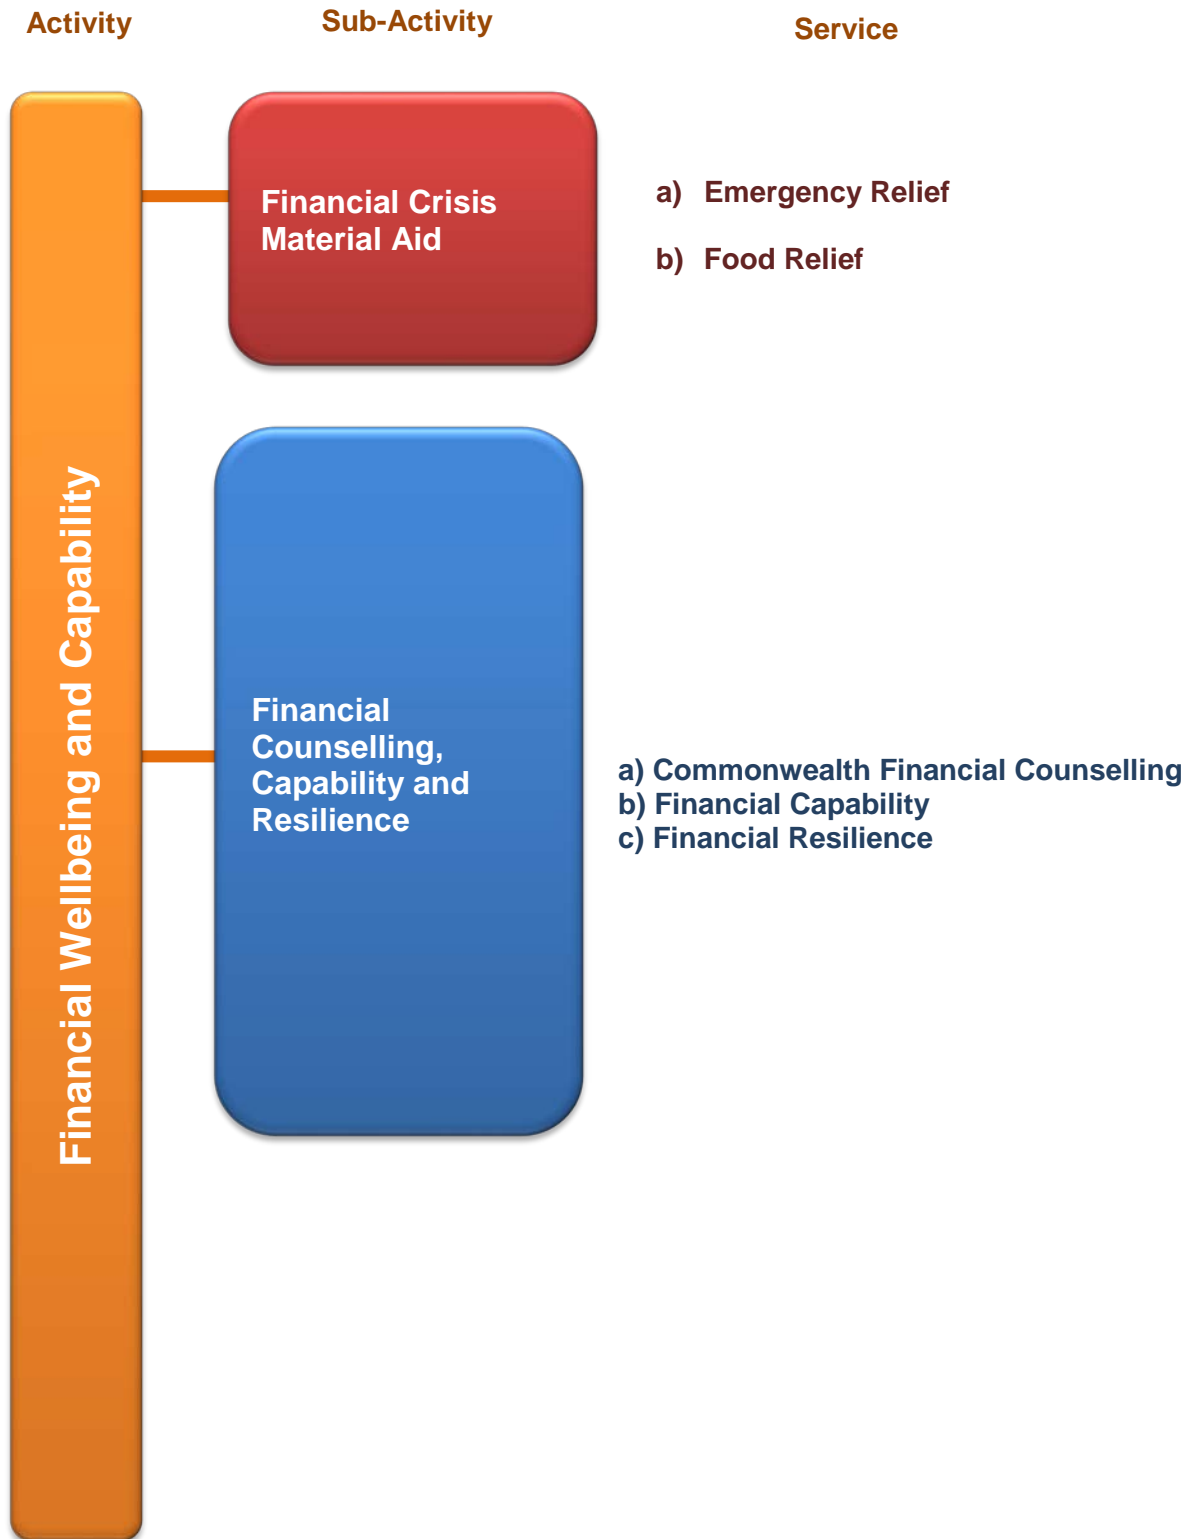 Activity
Sub-Activity
Service
Financial Wellbeing and Capability
Financial Crisis
Material Aid
a) Emergency Relief
b) Food Relief
Financial
Counselling,
Capability and
Resilience
a) Commonwealth Financial Counselling
b) Financial Capability
c) Financial Resilience